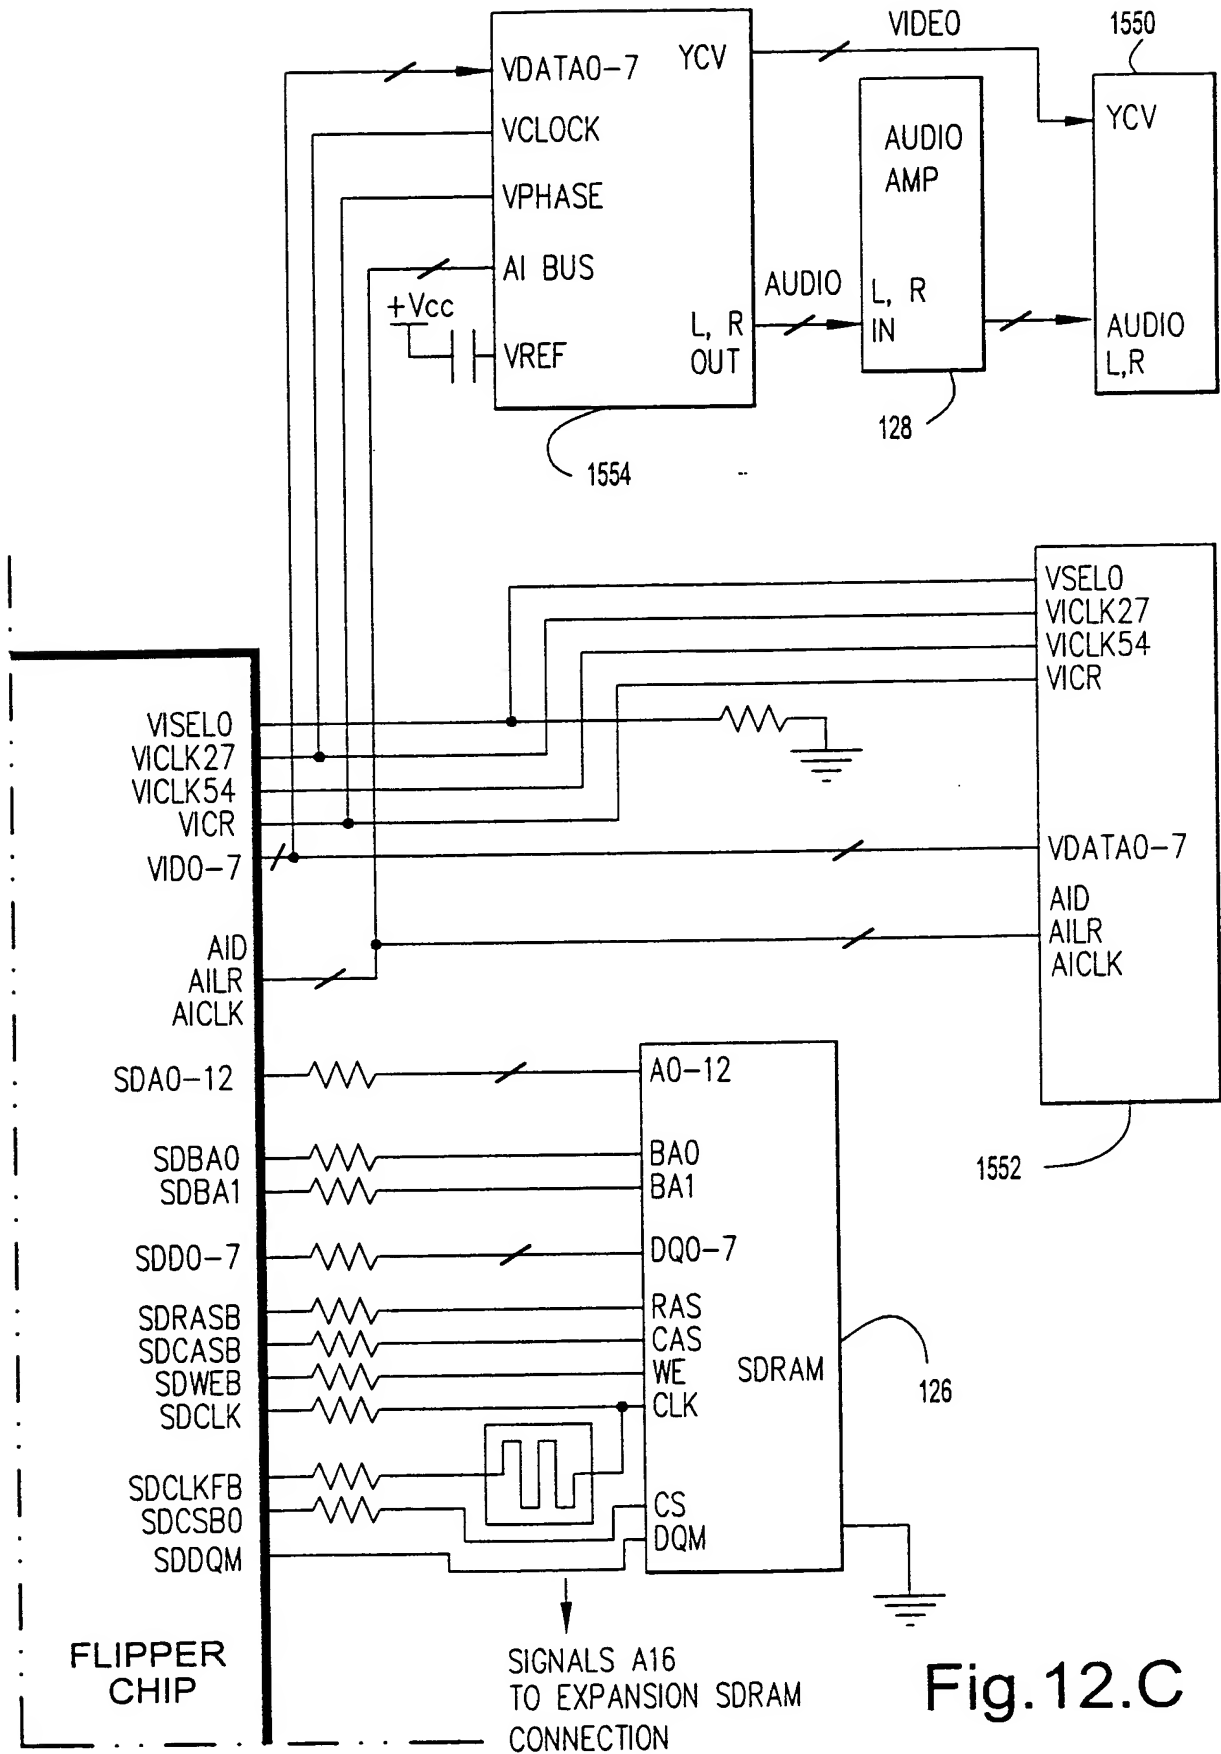 VIDEO
1550
VDATA0-7
YCV
VCLOCK
VPHASE
AI BUS
+Vcc
VREF
L, R
OUT
AUDIO
AUDIO
AMP
L, R
IN
YCV
AUDIO
L,R
128
1554
VSEL0
VICLK27
VICLK54
VICR
VDATA0-7
AID
AILR
AICLK
1552
VISEL0
VICLK27
VICLK54
VICR
VID0-7
AID
AILR
AICLK
SDA0-12
SDBA0
SDBA1
SDD0-7
SDRASB
SDCASB
SDWEB
SDCLK
SDCLKFB
SDCSB0
SDDQM
A0-12
BA0
BA1
DQ0-7
RAS
CAS
WE
CLK
CS
DQM
SDRAM
126
FLIPPER
CHIP
SIGNALS A16
TO EXPANSION SDRAM
CONNECTION
Fig.12.C